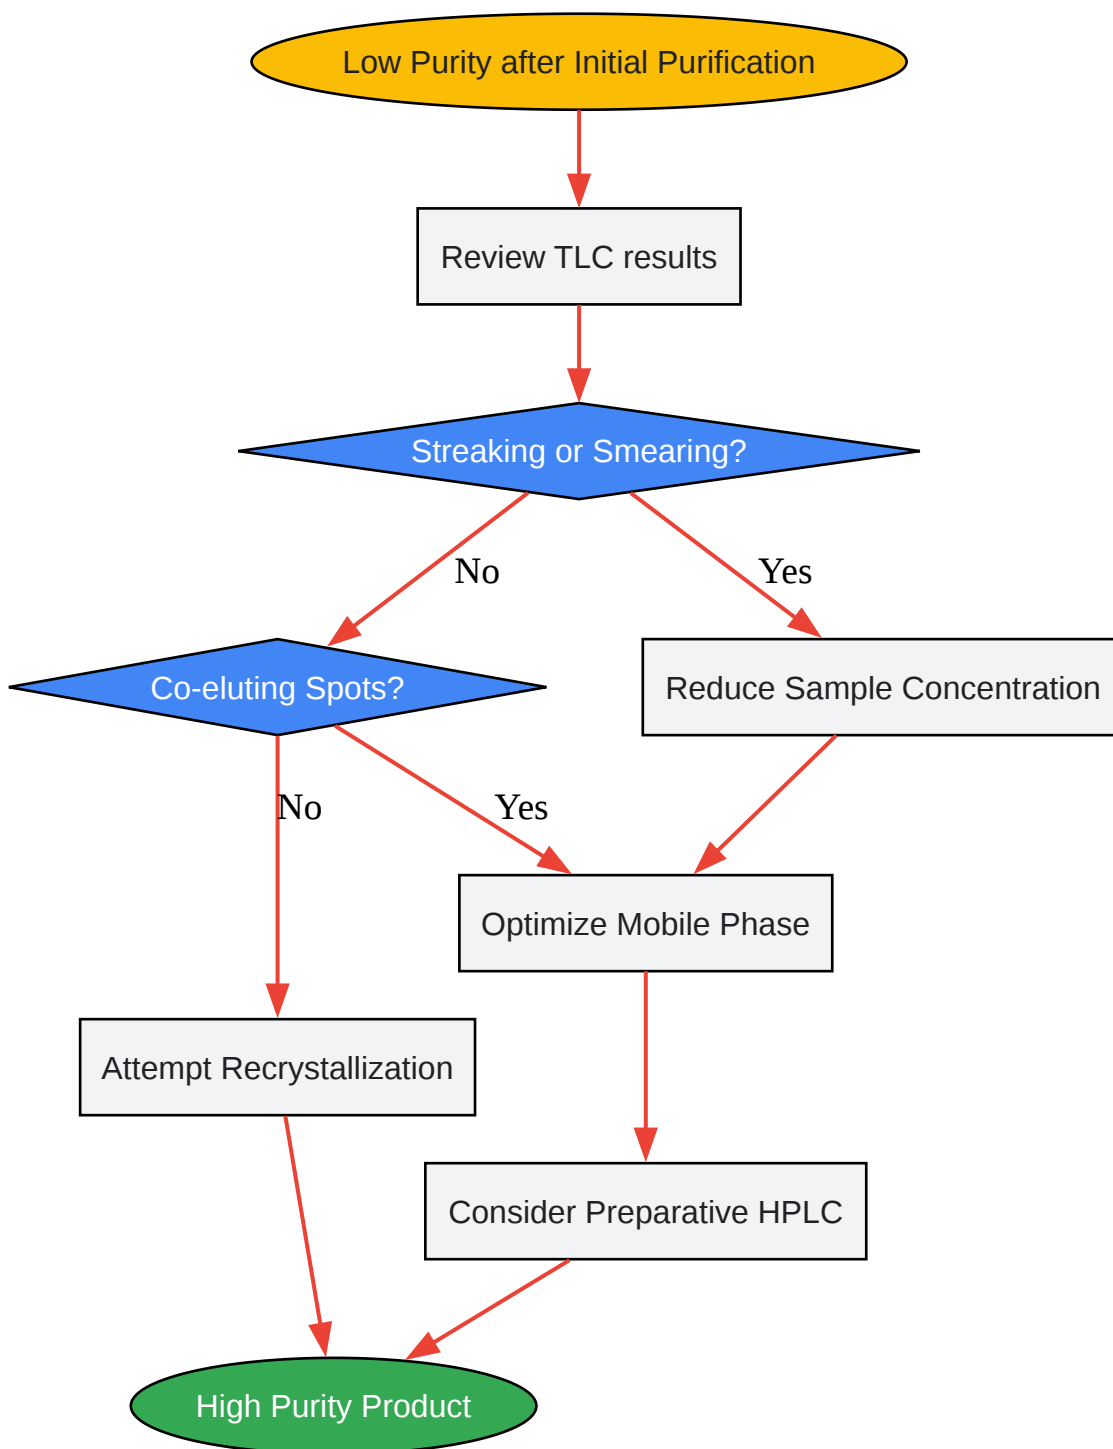 Low Purity after Initial Purification
Review TLC results
Streaking or Smearing?
No
Yes
Co-eluting Spots?
Reduce Sample Concentration
No
Yes
Optimize Mobile Phase
Attempt Recrystallization
Consider Preparative HPLC
High Purity Product